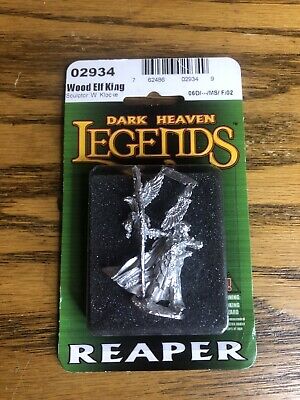 02934
7 62486 02934 9
Wood Elf King
Sculptor: W. Klocke
DARK HEAVEN
LEGENDS
REAPER